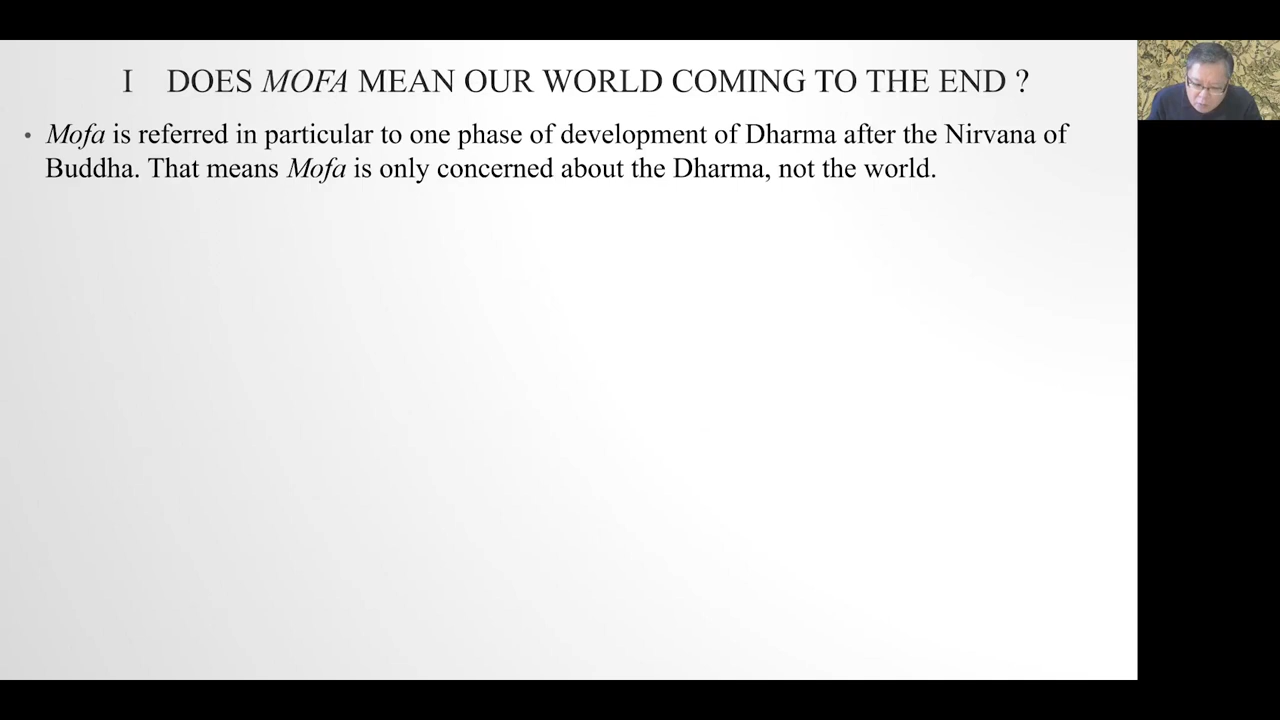 I DOES MOFA MEAN OUR WORLD COMING TO THE END ?
• Mofa is referred in particular to one phase of development of Dharma after the Nirvana of
Buddha. That means Mofa is only concerned about the Dharma, not the world.